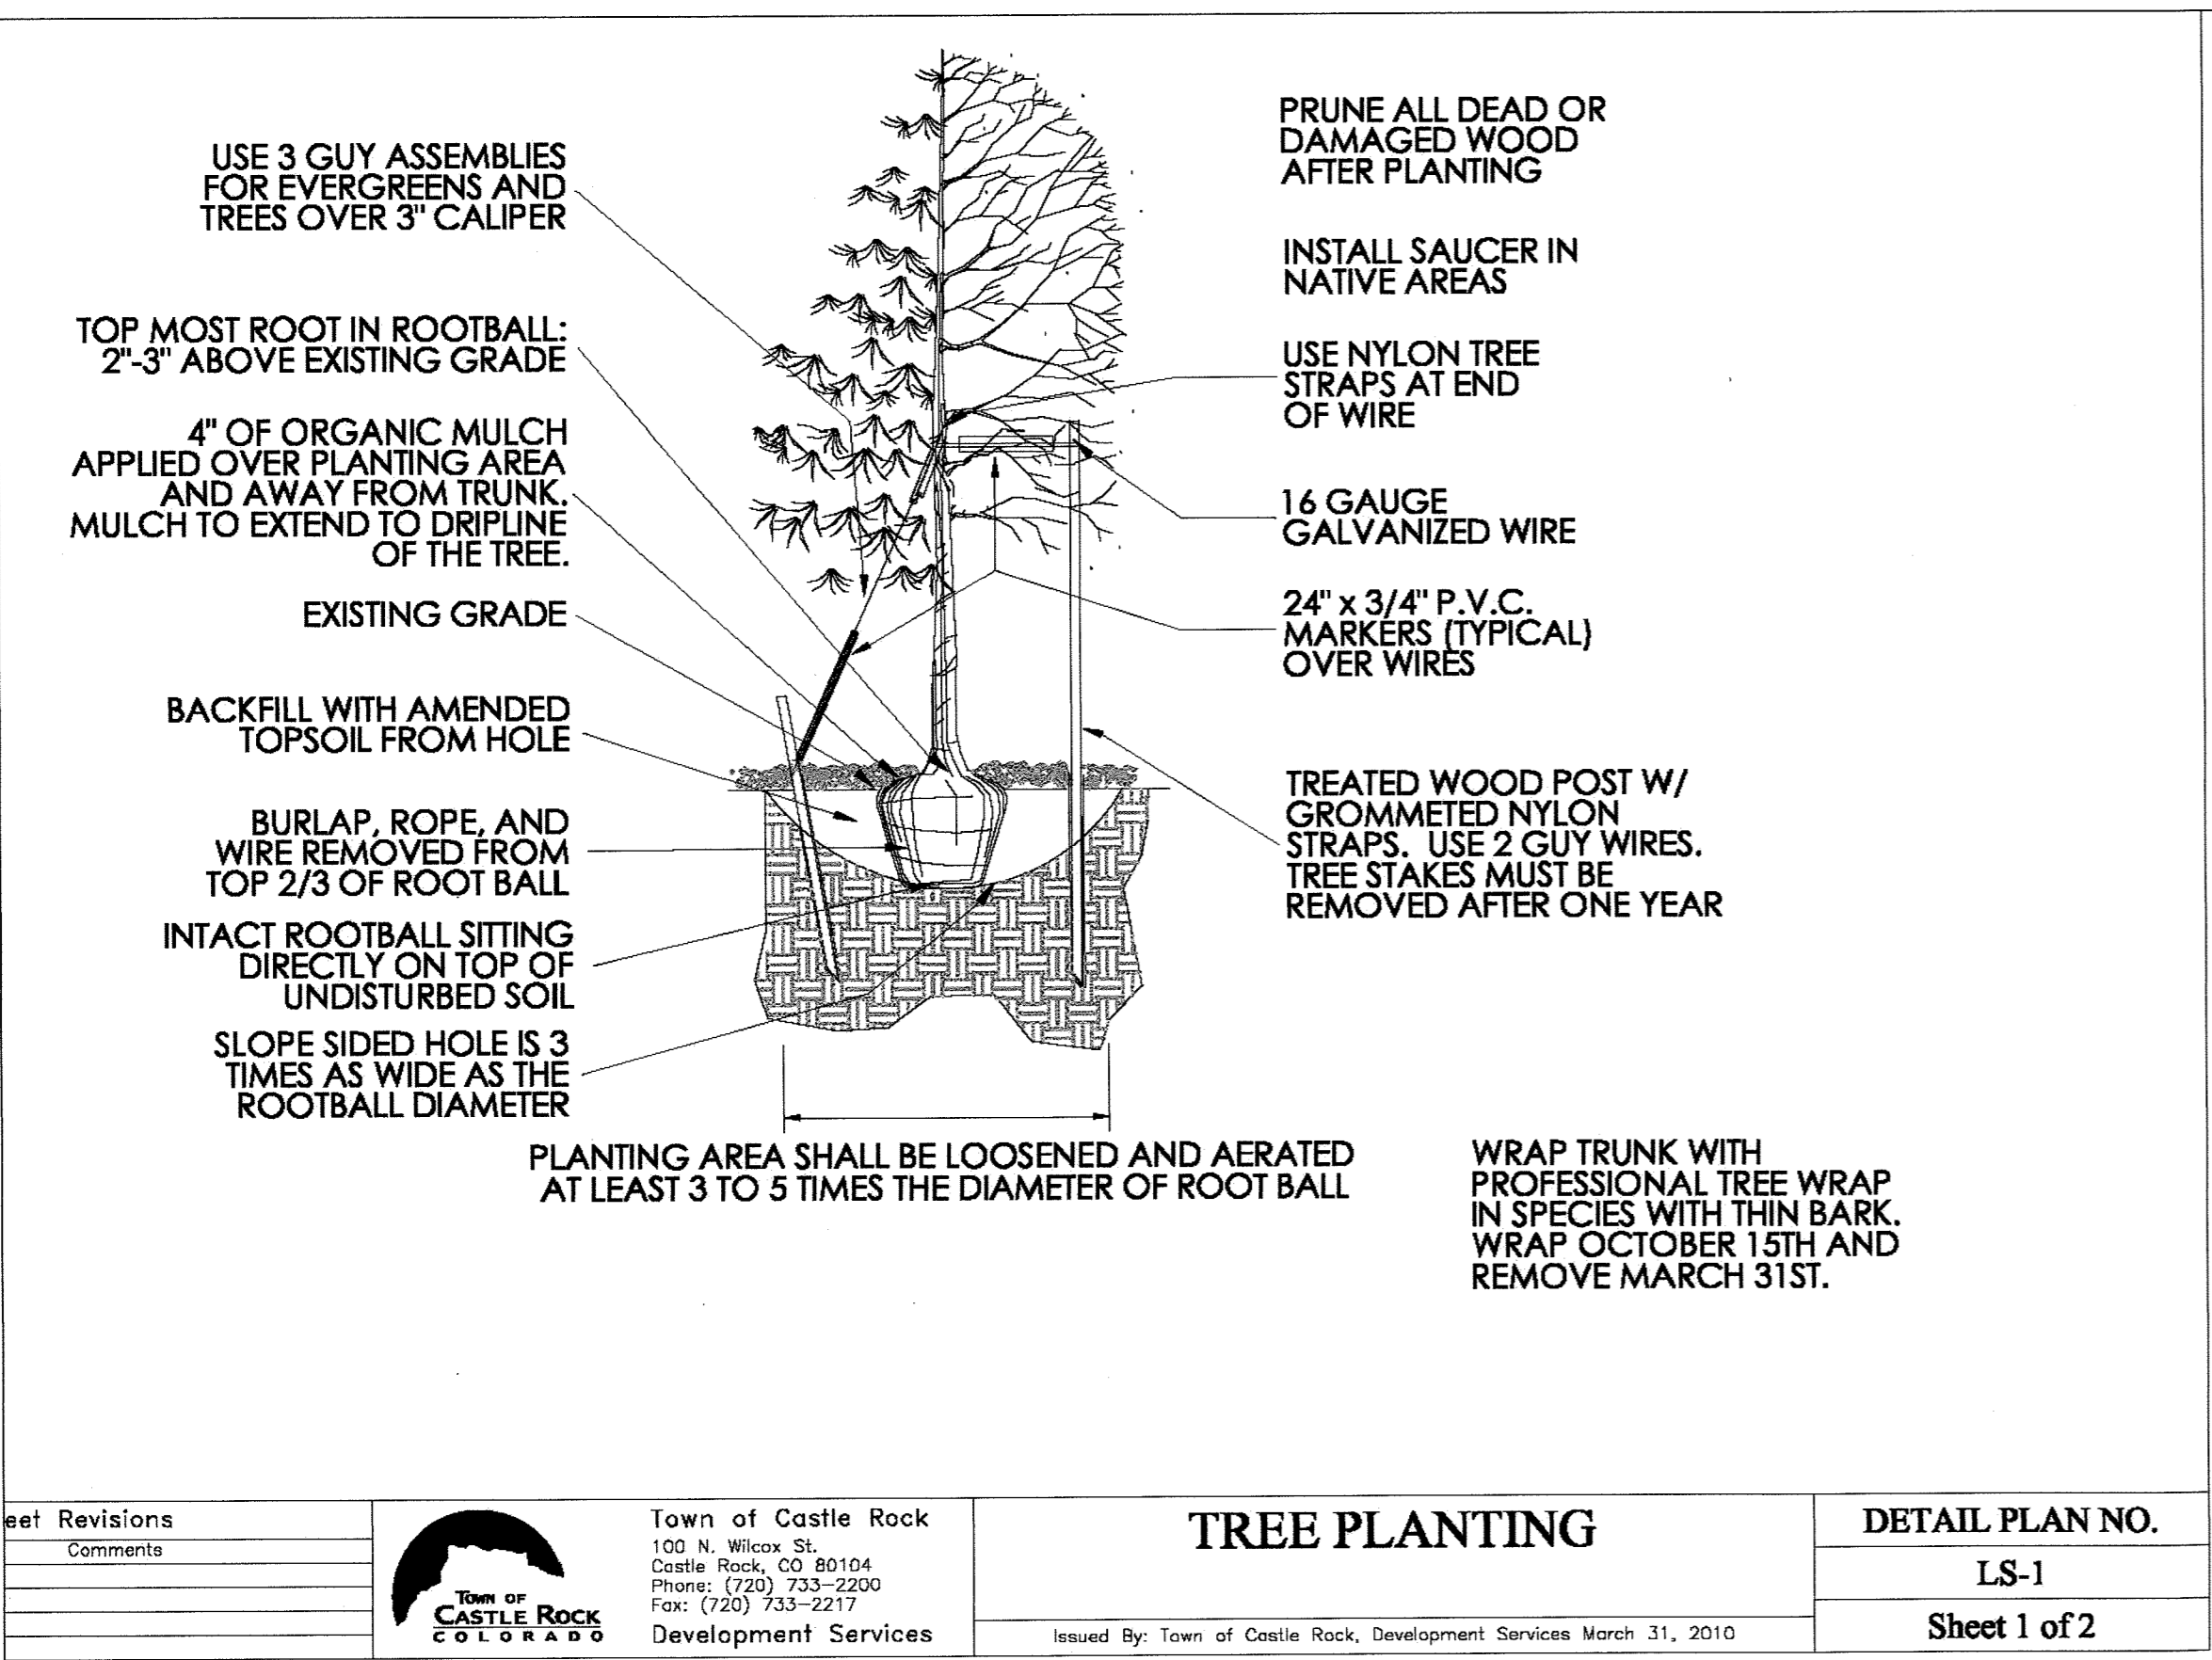 USE 3 GUY ASSEMBLIES
FOR EVERGREENS AND
TREES OVER 3" CALIPER
TOP MOST ROOT IN ROOTBALL:
2"-3" ABOVE EXISTING GRADE
4" OF ORGANIC MULCH
APPLIED OVER PLANTING AREA
AND AWAY FROM TRUNK.
MULCH TO EXTEND TO DRIPLINE
OF THE TREE.
EXISTING GRADE
BACKFILL WITH AMENDED
TOPSOIL FROM HOLE
BURLAP, ROPE, AND
WIRE REMOVED FROM
TOP 2/3 OF ROOT BALL
INTACT ROOTBALL SITTING
DIRECTLY ON TOP OF
UNDISTURBED SOIL
SLOPE SIDED HOLE IS 3
TIMES AS WIDE AS THE
ROOTBALL DIAMETER
PRUNE ALL DEAD OR
DAMAGED WOOD
AFTER PLANTING
INSTALL SAUCER IN
NATIVE AREAS
USE NYLON TREE
STRAPS AT END
OF WIRE
16 GAUGE
GALVANIZED WIRE
24" x 3/4" P.V.C.
MARKERS (TYPICAL)
OVER WIRES
TREATED WOOD POST W/
GROMMETED NYLON
STRAPS. USE 2 GUY WIRES.
TREE STAKES MUST BE
REMOVED AFTER ONE YEAR
PLANTING AREA SHALL BE LOOSENED AND AERATED
AT LEAST 3 TO 5 TIMES THE DIAMETER OF ROOT BALL
WRAP TRUNK WITH
PROFESSIONAL TREE WRAP
IN SPECIES WITH THIN BARK.
WRAP OCTOBER 15TH AND
REMOVE MARCH 31ST.
eet Revisions
Comments
TOWN OF
CASTLE ROCK
COLORADO
Town of Castle Rock
100 N. Wilcox St.
Castle Rock, CO 80104
Phone: (720) 733-2200
Fax: (720) 733-2217
Development Services
TREE PLANTING
Issued By: Town of Castle Rock, Development Services March 31, 2010
DETAIL PLAN NO.
LS-1
Sheet 1 of 2